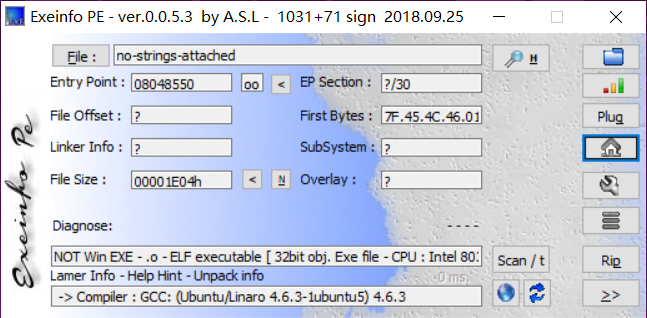 Exeinfo PE - ver.0.0.5.3 by A.S.L - 1031+71 sign 2018.09.25
Exeinfo Pe
File : no-strings-attached H
Entry Point : 08048550 oo < EP Section : ?/30
File Offset : ? First Bytes : 7F.45.4C.46.01 Plug
Linker Info : ? SubSystem : ?
File Size : 00001E04h < N Overlay : ?
Diagnose: ----
NOT Win EXE - .o - ELF executable [ 32bit obj. Exe file - CPU : Intel 80 Scan / t Rip
Lamer Info - Help Hint - Unpack info 0 ms
-> Compiler : GCC: (Ubuntu/Linaro 4.6.3-1ubuntu5) 4.6.3 >>